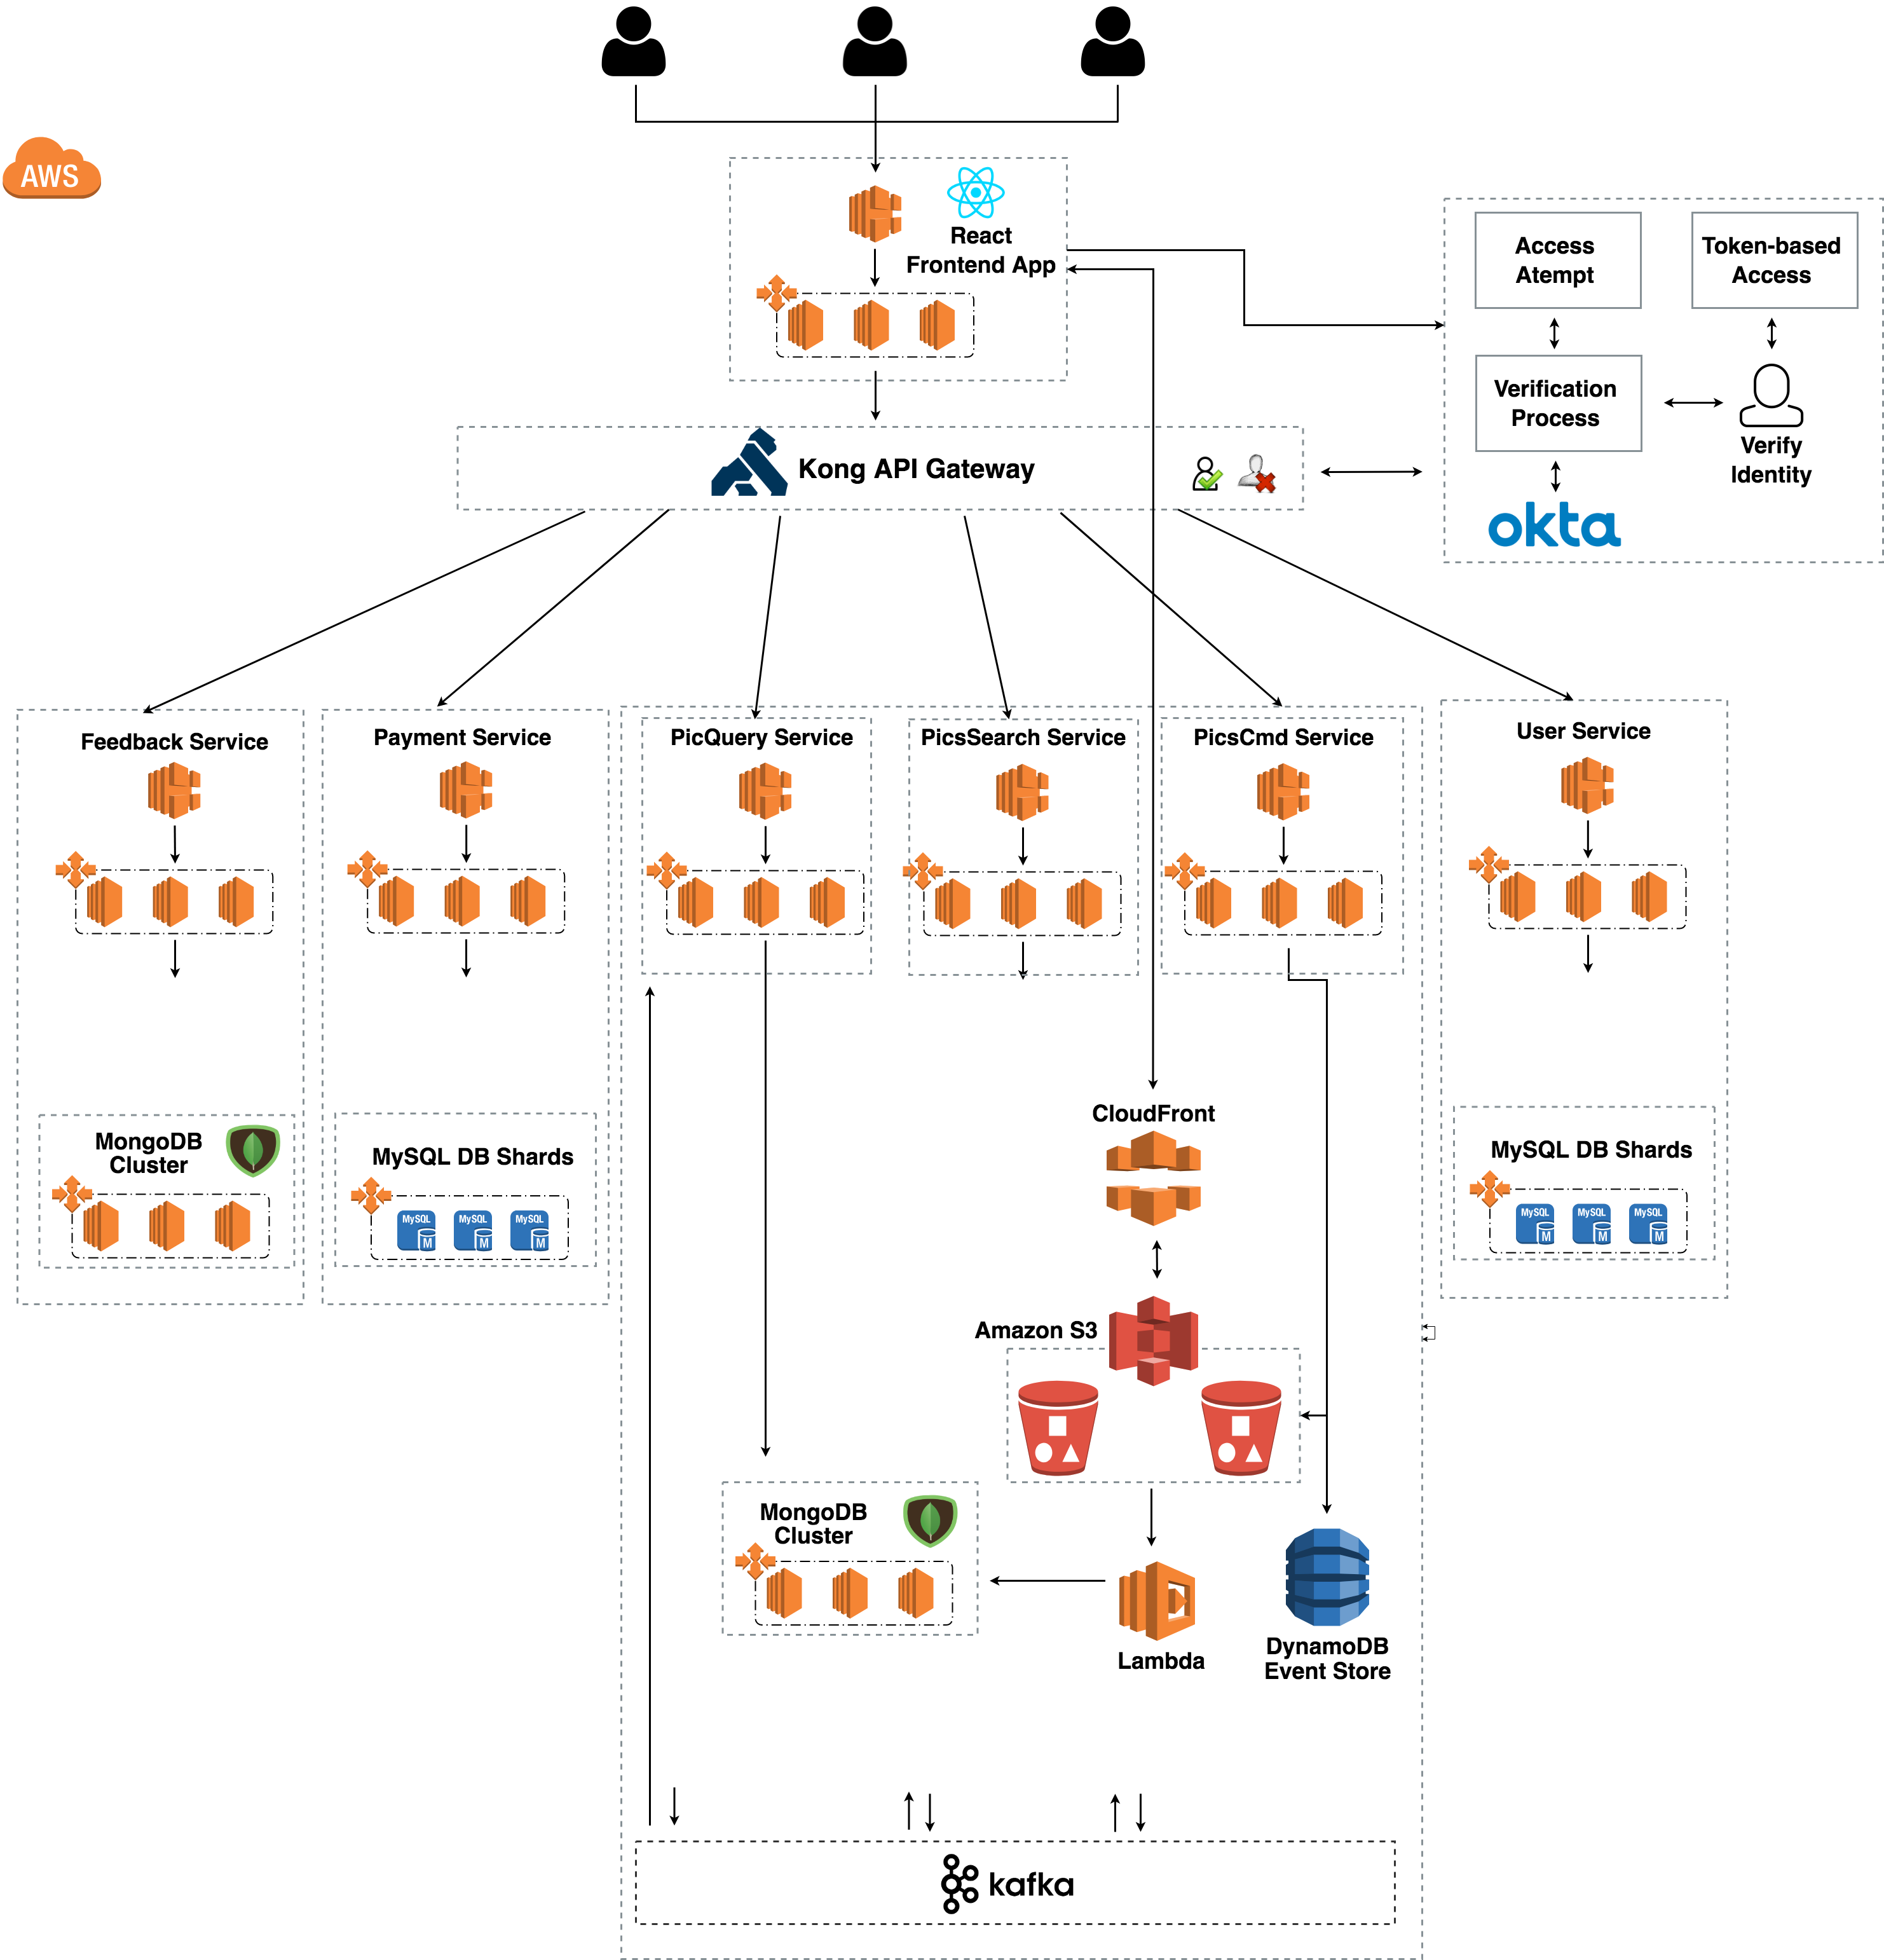 AWS
React
Frontend App
Access
Atempt
Token-based
Access
Verification
Process
Verify
Identity
okta
Kong API Gateway
Feedback Service
Payment Service
PicQuery Service
PicsSearch Service
PicsCmd Service
User Service
CloudFront
MongoDB
Cluster
MySQL DB Shards
MySQL
M
MySQL
M
MySQL
M
MySQL DB Shards
MySQL
M
MySQL
M
MySQL
M
Amazon S3
MongoDB
Cluster
Lambda
DynamoDB
Event Store
kafka